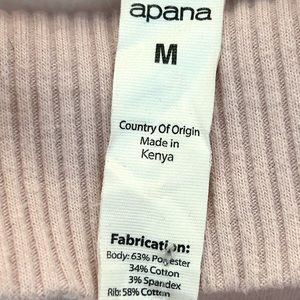 apana
M
Country Of Origin
Made in
Kenya
Fabrication:
Body: 63% Polyester
34% Cotton
3% Spandex
Rib: 58% Cotton